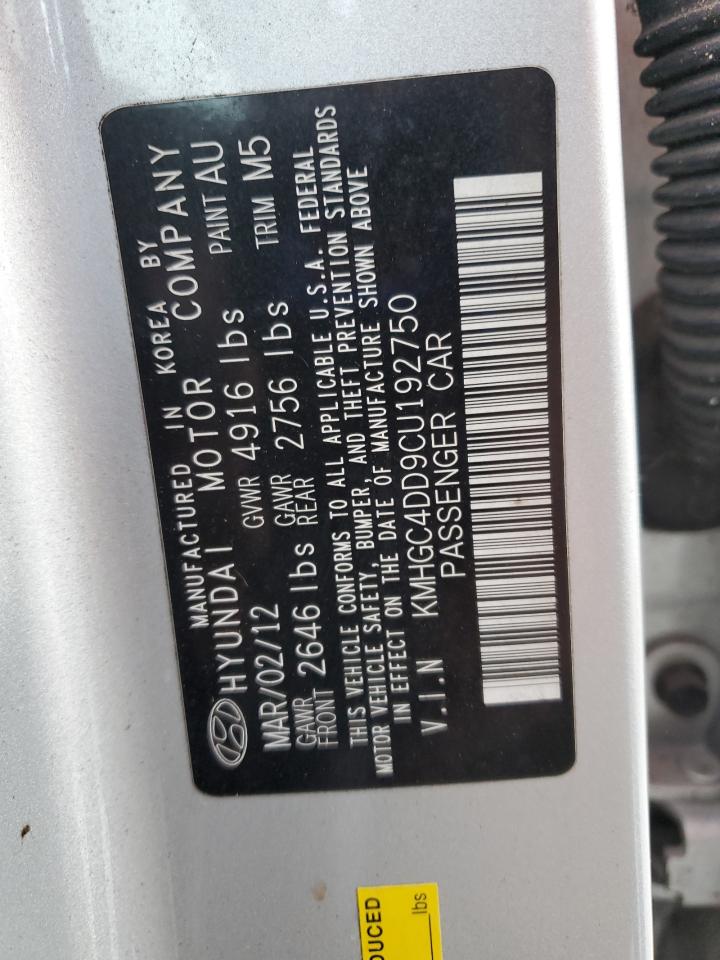 MANUFACTURED IN KOREA BY
HYUNDAI MOTOR COMPANY
MAR/02/12 GVWR 4916 lbs PAINT AU
GAWR FRONT 2646 lbs GAWR REAR 2756 lbs TRIM M5
THIS VEHICLE CONFORMS TO ALL APPLICABLE U.S.A. FEDERAL
MOTOR VEHICLE SAFETY, BUMPER, AND THEFT PREVENTION STANDARDS
IN EFFECT ON THE DATE OF MANUFACTURE SHOWN ABOVE
V.I.N KMHGC4DD9CU192750
PASSENGER CAR
DUCED
lbs